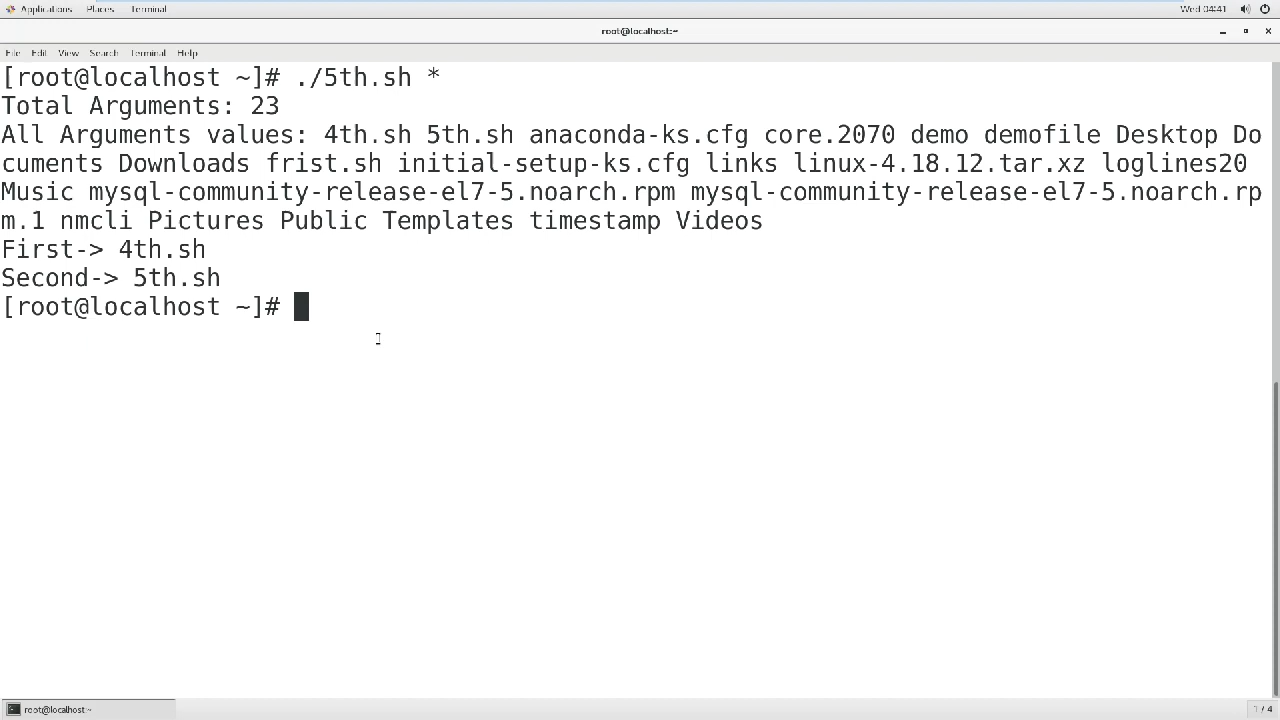 Applications Places Terminal Wed 04:41
root@localhost:~
File Edit View Search Terminal Help
[root@localhost ~]# ./5th.sh *
Total Arguments: 23
All Arguments values: 4th.sh 5th.sh anaconda-ks.cfg core.2070 demo demofile Desktop Do
cuments Downloads frist.sh initial-setup-ks.cfg links linux-4.18.12.tar.xz loglines20
Music mysql-community-release-el7-5.noarch.rpm mysql-community-release-el7-5.noarch.rp
m.1 nmcli Pictures Public Templates timestamp Videos
First-> 4th.sh
Second-> 5th.sh
[root@localhost ~]#
root@localhost:~ 1 / 4